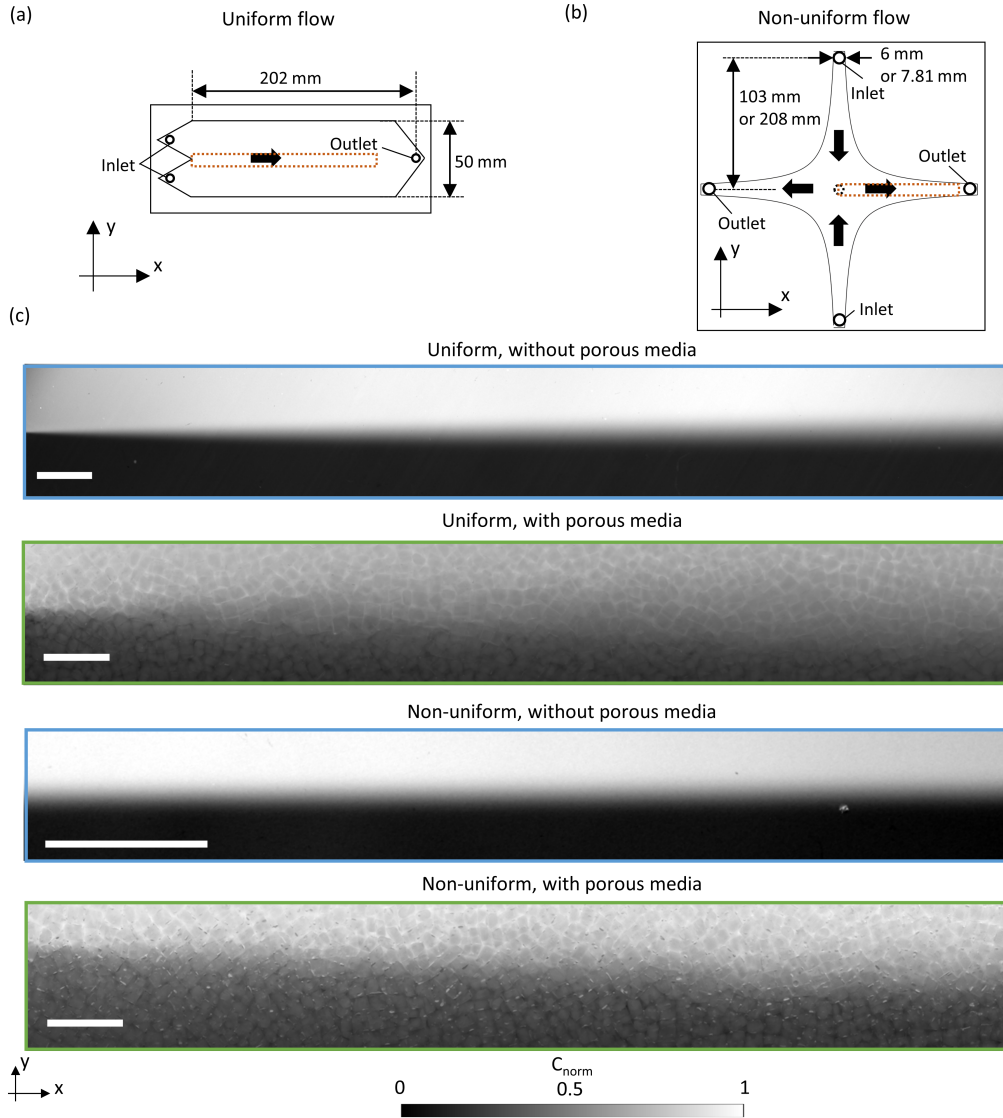 (a)
Uniform flow
202 mm
Inlet
Outlet
50 mm
y
x
(b)
Non-uniform flow
6 mm
or 7.81 mm
Inlet
103 mm
or 208 mm
Outlet
Outlet
y
x
Inlet
(c)
Uniform, without porous media
Uniform, with porous media
Non-uniform, without porous media
Non-uniform, with porous media
y
x
Cnorm
0
0.5
1